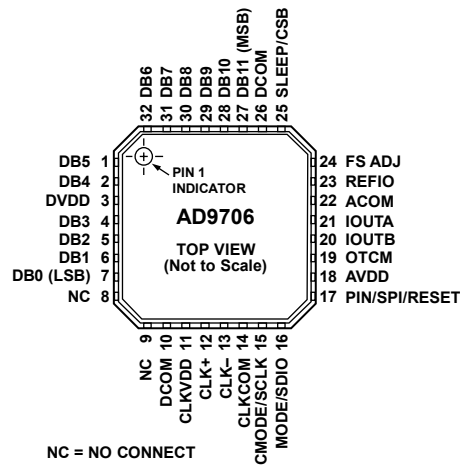 32 DB6
31 DB7
30 DB8
29 DB9
28 DB10
27 DB11 (MSB)
26 DCOM
25 SLEEP/CSB
DB5 1
DB4 2
DVDD 3
DB3 4
DB2 5
DB1 6
DB0 (LSB) 7
NC 8
PIN 1
INDICATOR
AD9706
TOP VIEW
(Not to Scale)
24 FS ADJ
23 REFIO
22 ACOM
21 IOUTA
20 IOUTB
19 OTCM
18 AVDD
17 PIN/SPI/RESET
NC 9
DCOM 10
CLKVDD 11
CLK+ 12
CLK– 13
CLKCOM 14
CMODE/SCLK 15
MODE/SDIO 16
NC = NO CONNECT